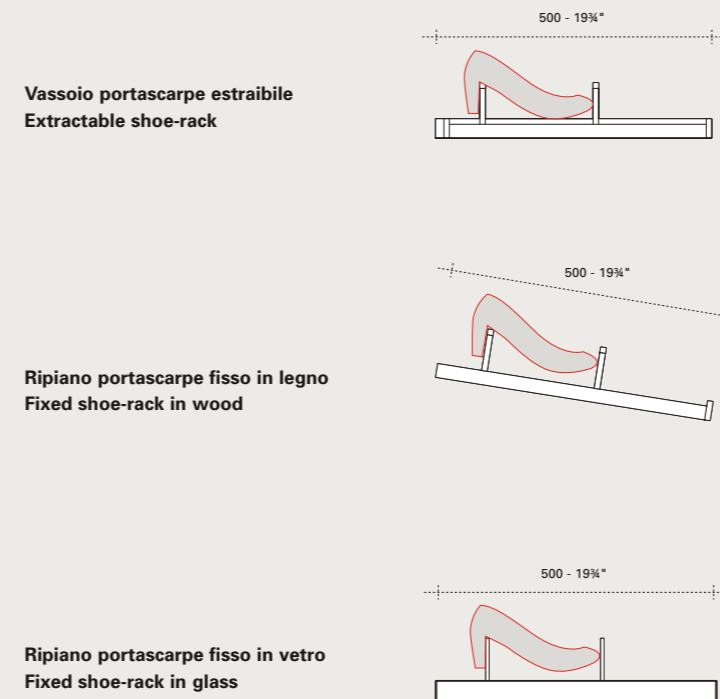 500 - 19¾"
Vassoio portascarpe estraibile
Extractable shoe-rack
500 - 19¾"
Ripiano portascarpe fisso in legno
Fixed shoe-rack in wood
500 - 19¾"
Ripiano portascarpe fisso in vetro
Fixed shoe-rack in glass